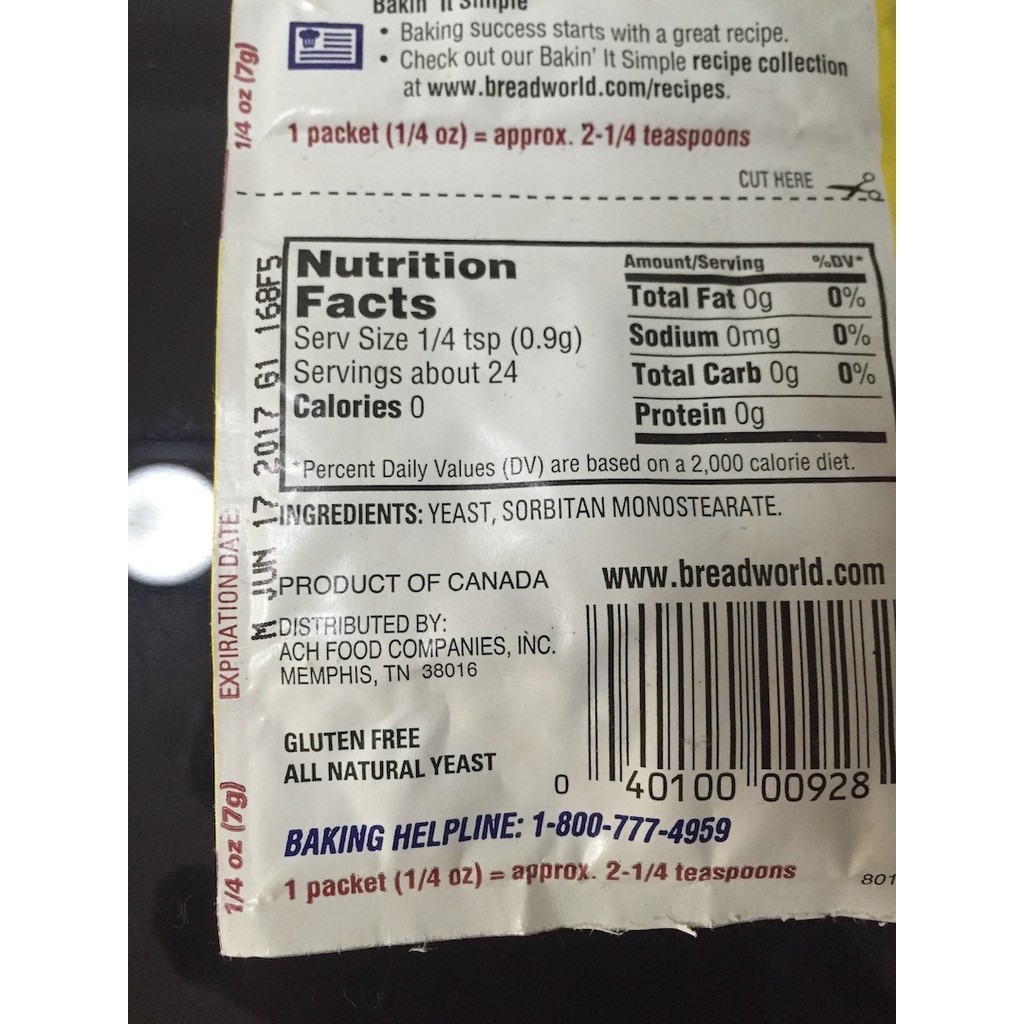 Bakin' It Simple
• Baking success starts with a great recipe.
• Check out our Bakin' It Simple recipe collection
at www.breadworld.com/recipes.
1/4 oz (7g)
1 packet (1/4 oz) = approx. 2-1/4 teaspoons
CUT HERE
Nutrition
Facts
Serv Size 1/4 tsp (0.9g)
Servings about 24
Calories 0
Amount/Serving %DV*
Total Fat 0g 0%
Sodium 0mg 0%
Total Carb 0g 0%
Protein 0g
*Percent Daily Values (DV) are based on a 2,000 calorie diet.
EXPIRATION DATE:
M JUN 17 2017 G1 168F5
INGREDIENTS: YEAST, SORBITAN MONOSTEARATE.
PRODUCT OF CANADA
www.breadworld.com
DISTRIBUTED BY:
ACH FOOD COMPANIES, INC.
MEMPHIS, TN 38016
GLUTEN FREE
ALL NATURAL YEAST
0 40100 00928
BAKING HELPLINE: 1-800-777-4959
1/4 oz (7g)
1 packet (1/4 oz) = approx. 2-1/4 teaspoons
801